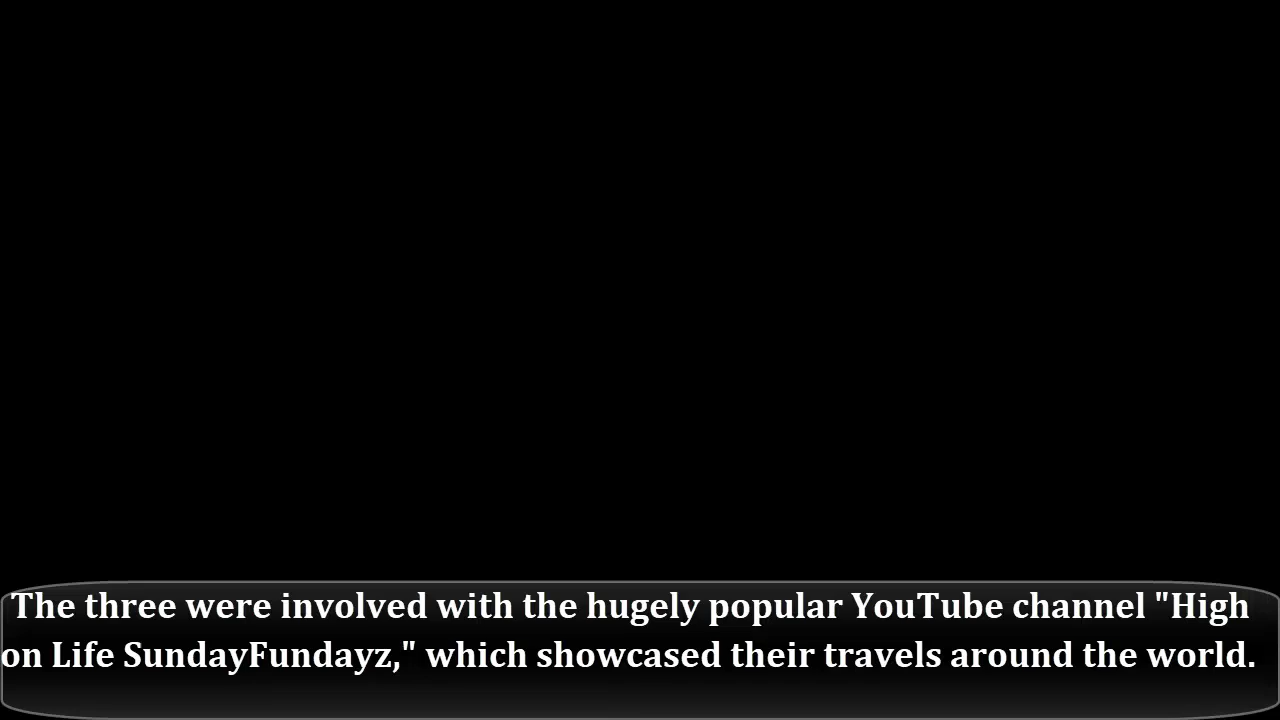 The three were involved with the hugely popular YouTube channel "High
on Life SundayFundayz," which showcased their travels around the world.